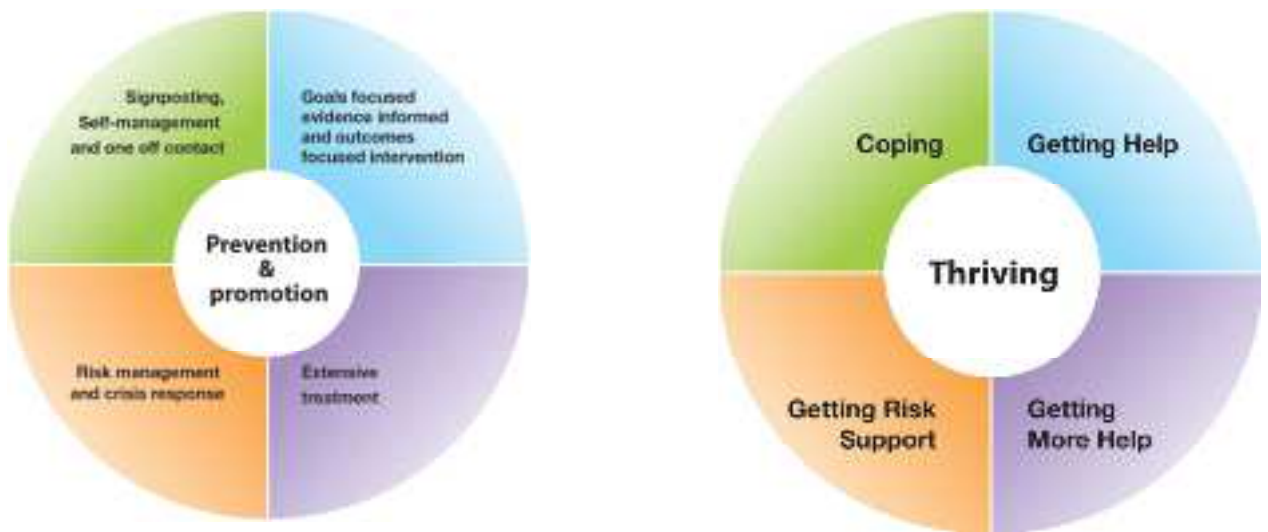 Signposting,
Self-management
and one off contact
Goals focused
evidence informed
and outcomes
focused intervention
Prevention
&
promotion
Risk management
and crisis response
Extensive
treatment
Coping
Getting Help
Thriving
Getting Risk
Support
Getting
More Help